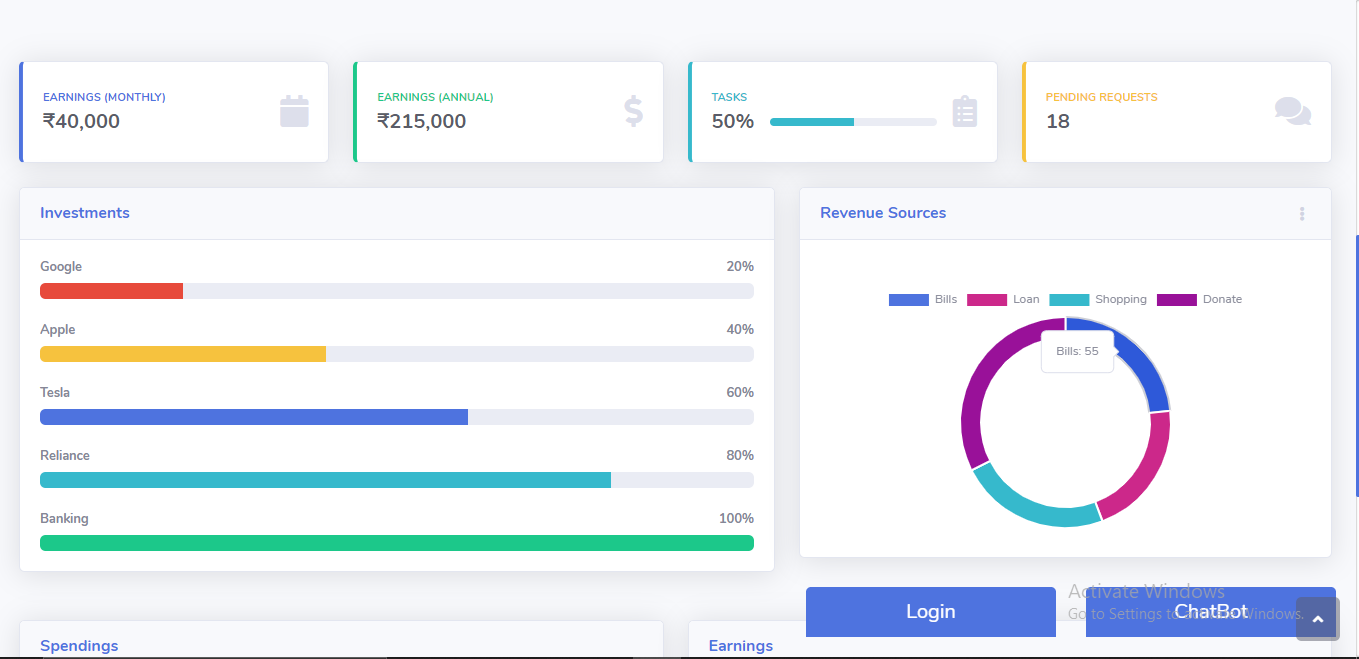 EARNINGS (MONTHLY)
₹40,000
EARNINGS (ANNUAL)
₹215,000
TASKS
50%
PENDING REQUESTS
18
Investments
Google 20%
Apple 40%
Tesla 60%
Reliance 80%
Banking 100%
Revenue Sources
Bills Loan Shopping Donate
Bills: 55
Login
ChatBot
Activate Windows
Go to Settings to activate Windows.
Spendings
Earnings